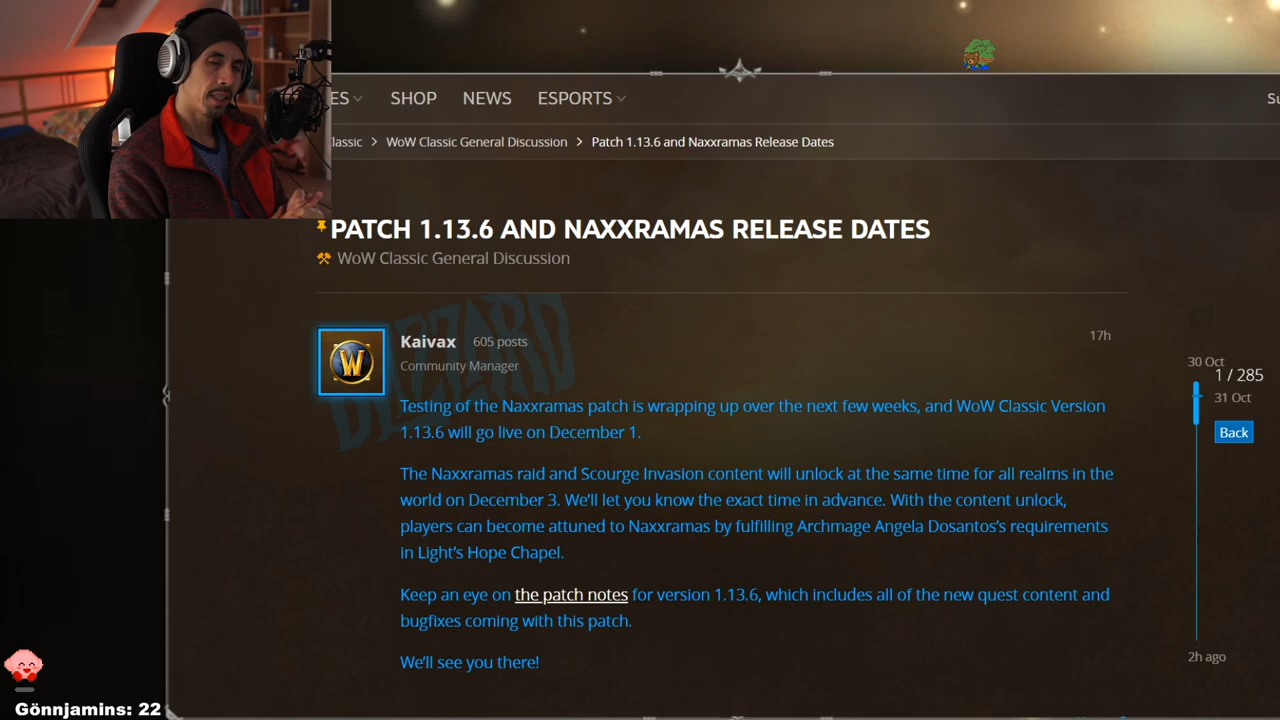 ES
SHOP
NEWS
ESPORTS
Su
lassic > WoW Classic General Discussion > Patch 1.13.6 and Naxxramas Release Dates
PATCH 1.13.6 AND NAXXRAMAS RELEASE DATES
WoW Classic General Discussion
BLIZZARD
W
Kaivax 605 posts
17h
Community Manager
Testing of the Naxxramas patch is wrapping up over the next few weeks, and WoW Classic Version
1.13.6 will go live on December 1.
The Naxxramas raid and Scourge Invasion content will unlock at the same time for all realms in the
world on December 3. We'll let you know the exact time in advance. With the content unlock,
players can become attuned to Naxxramas by fulfilling Archmage Angela Dosantos's requirements
in Light's Hope Chapel.
Keep an eye on the patch notes for version 1.13.6, which includes all of the new quest content and
bugfixes coming with this patch.
We'll see you there!
30 Oct
1 / 285
31 Oct
Back
2h ago
Gönnjamins: 22